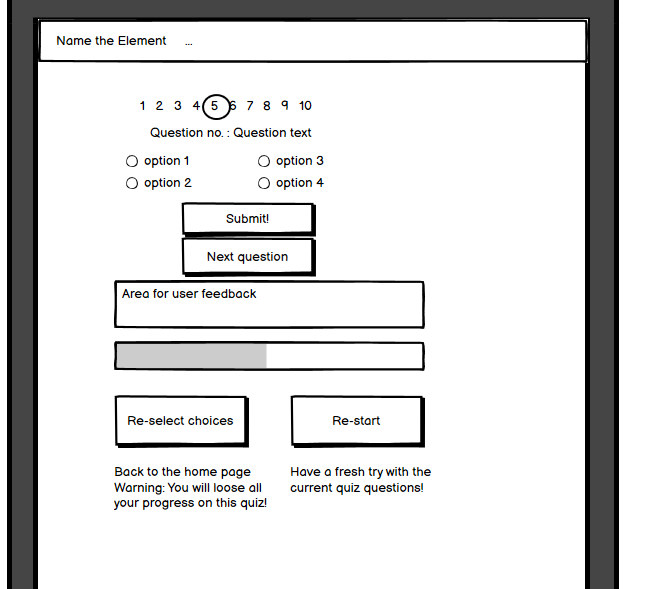 Name the Element ...
1 2 3 4 5 6 7 8 9 10
Question no. : Question text
option 1 option 3
option 2 option 4
Submit!
Next question
Area for user feedback
Re-select choices Re-start
Back to the home page Have a fresh try with the
Warning: You will loose all current quiz questions!
your progress on this quiz!